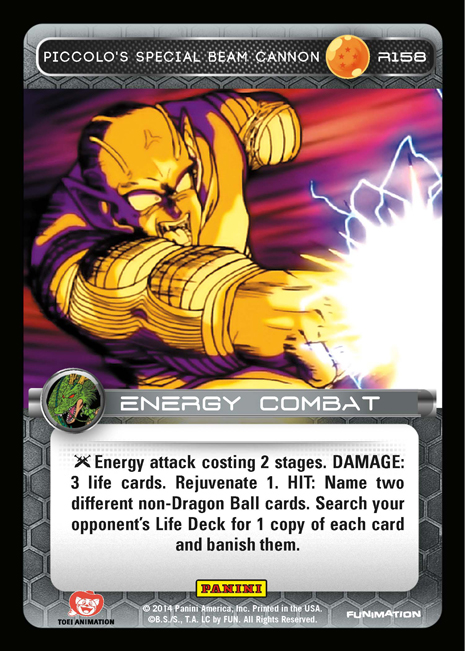 PICCOLO'S SPECIAL BEAM CANNON R158
ENERGY COMBAT
Energy attack costing 2 stages. DAMAGE:
3 life cards. Rejuvenate 1. HIT: Name two
different non-Dragon Ball cards. Search your
opponent's Life Deck for 1 copy of each card
and banish them.
PANINI
© 2014 Panini America, Inc. Printed in the USA.
©B.S./S., T.A. LC by FUN. All Rights Reserved.
TOEI ANIMATION
FUNIMATION